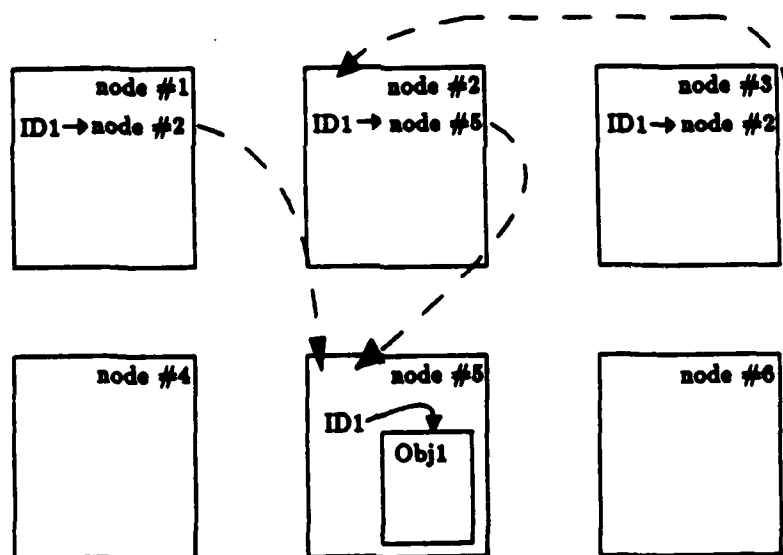 node #1
ID1→node #2
node #2
ID1→ node #5
node #3
ID1→node #2
node #4
node #5
ID1
Obj1
node #6